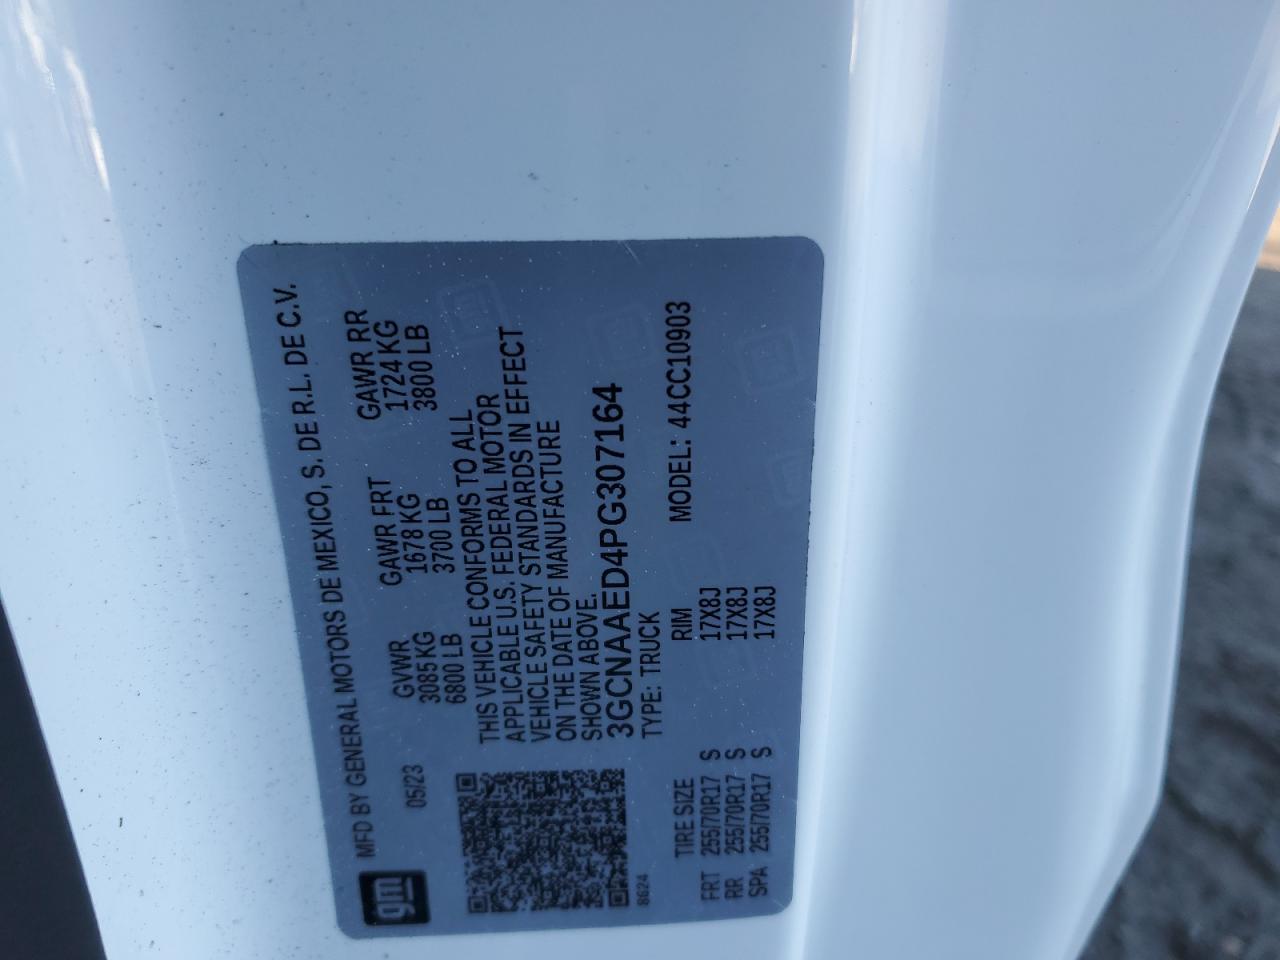 gm
MFD BY GENERAL MOTORS DE MEXICO, S. DE R.L. DE C.V.
05/23 GVWR GAWR FRT GAWR RR
3085 KG 1678 KG 1724 KG
6800 LB 3700 LB 3800 LB
THIS VEHICLE CONFORMS TO ALL
APPLICABLE U.S. FEDERAL MOTOR
VEHICLE SAFETY STANDARDS IN EFFECT
ON THE DATE OF MANUFACTURE
SHOWN ABOVE.
3GCNAAED4PG307164
8624 TYPE: TRUCK MODEL: 44CC10903
TIRE SIZE RIM
FRT 255/70R17 S 17X8J
RR 255/70R17 S 17X8J
SPA 255/70R17 S 17X8J